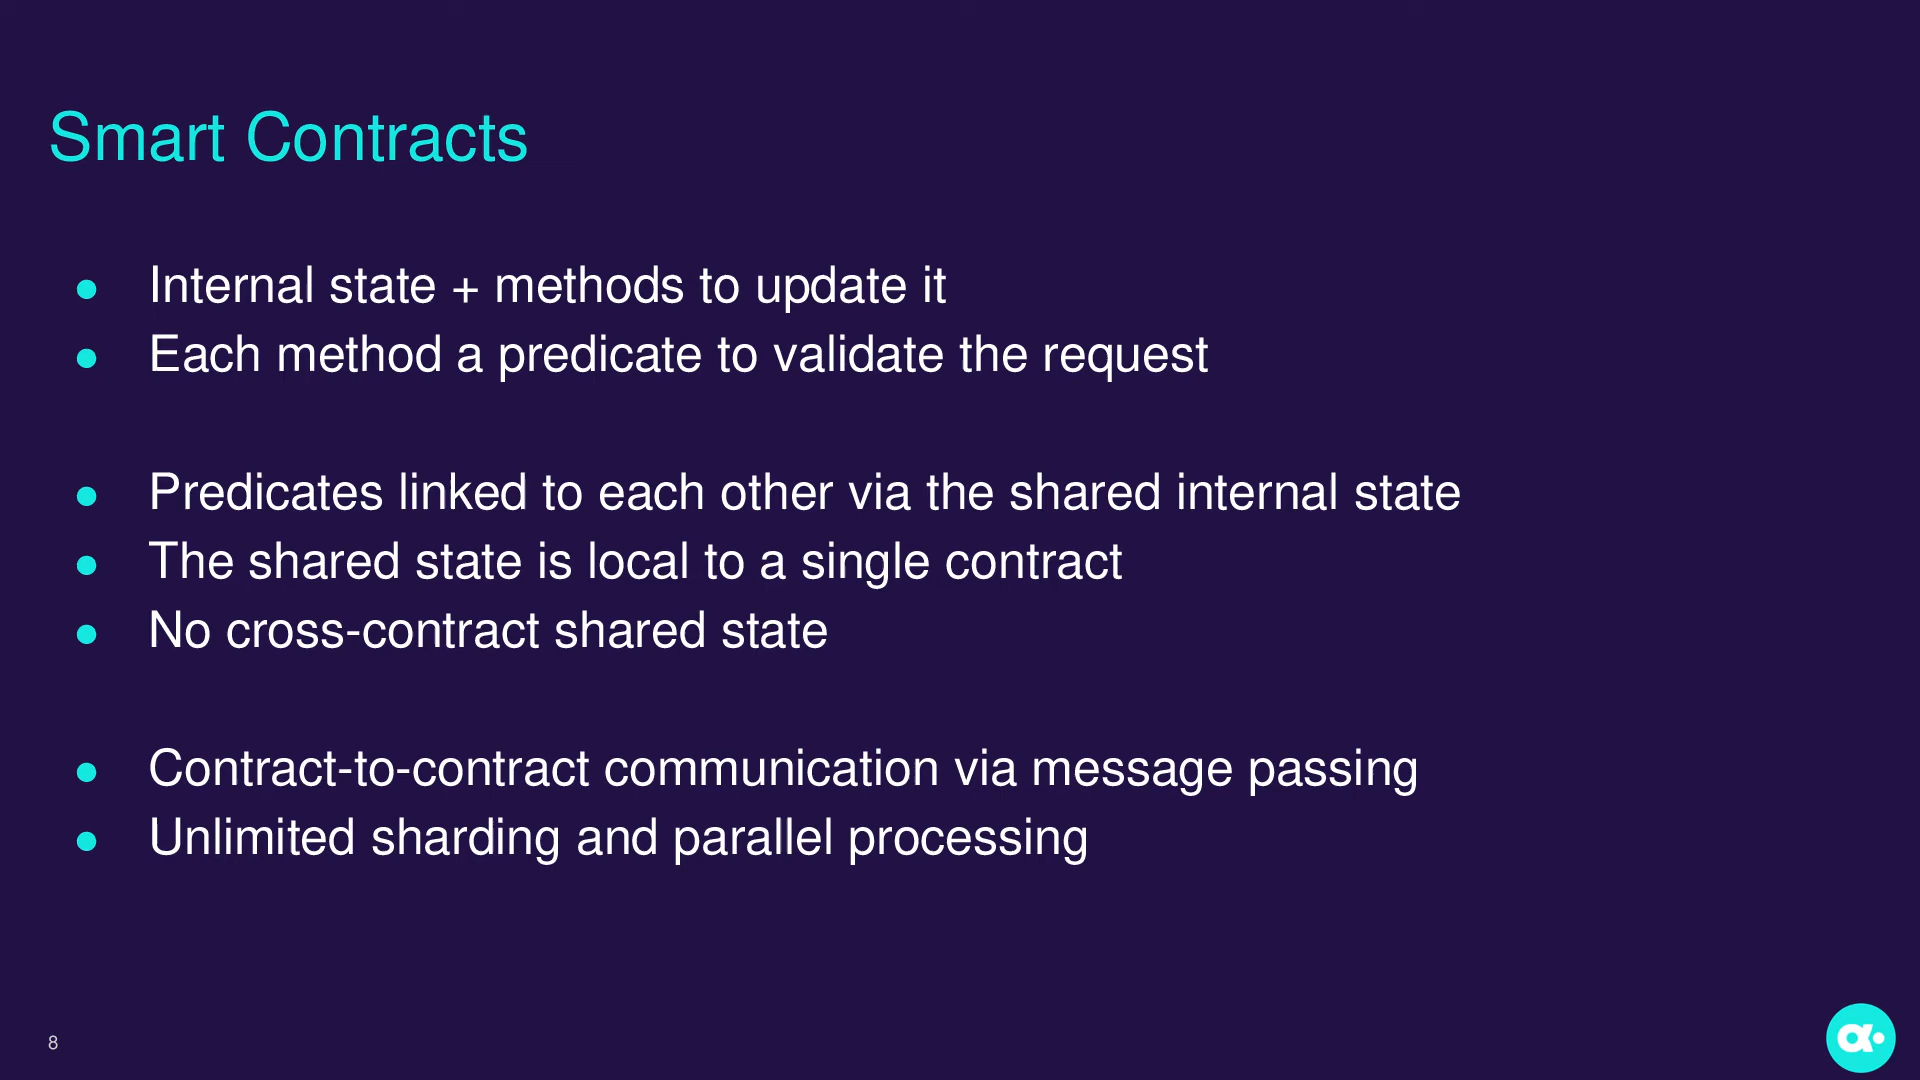 Smart Contracts
● Internal state + methods to update it
● Each method a predicate to validate the request
● Predicates linked to each other via the shared internal state
● The shared state is local to a single contract
● No cross-contract shared state
● Contract-to-contract communication via message passing
● Unlimited sharding and parallel processing
8